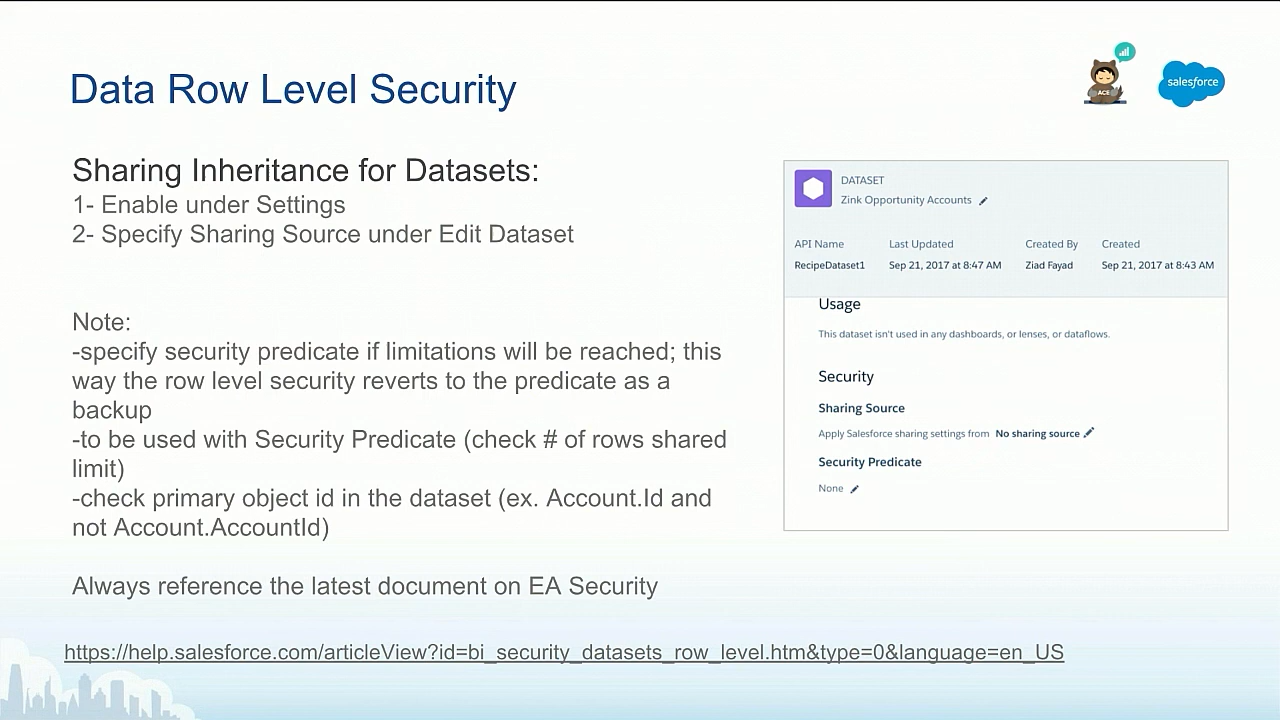 Data Row Level Security
ACE
salesforce
Sharing Inheritance for Datasets:
1- Enable under Settings
2- Specify Sharing Source under Edit Dataset
Note:
-specify security predicate if limitations will be reached; this
way the row level security reverts to the predicate as a
backup
-to be used with Security Predicate (check # of rows shared
limit)
-check primary object id in the dataset (ex. Account.Id and
not Account.AccountId)
Always reference the latest document on EA Security
https://help.salesforce.com/articleView?id=bi_security_datasets_row_level.htm&type=0&language=en_US
DATASET
Zink Opportunity Accounts
API Name Last Updated Created By Created
RecipeDataset1 Sep 21, 2017 at 8:47 AM Ziad Fayad Sep 21, 2017 at 8:43 AM
Usage
This dataset isn't used in any dashboards, or lenses, or dataflows.
Security
Sharing Source
Apply Salesforce sharing settings from No sharing source
Security Predicate
None